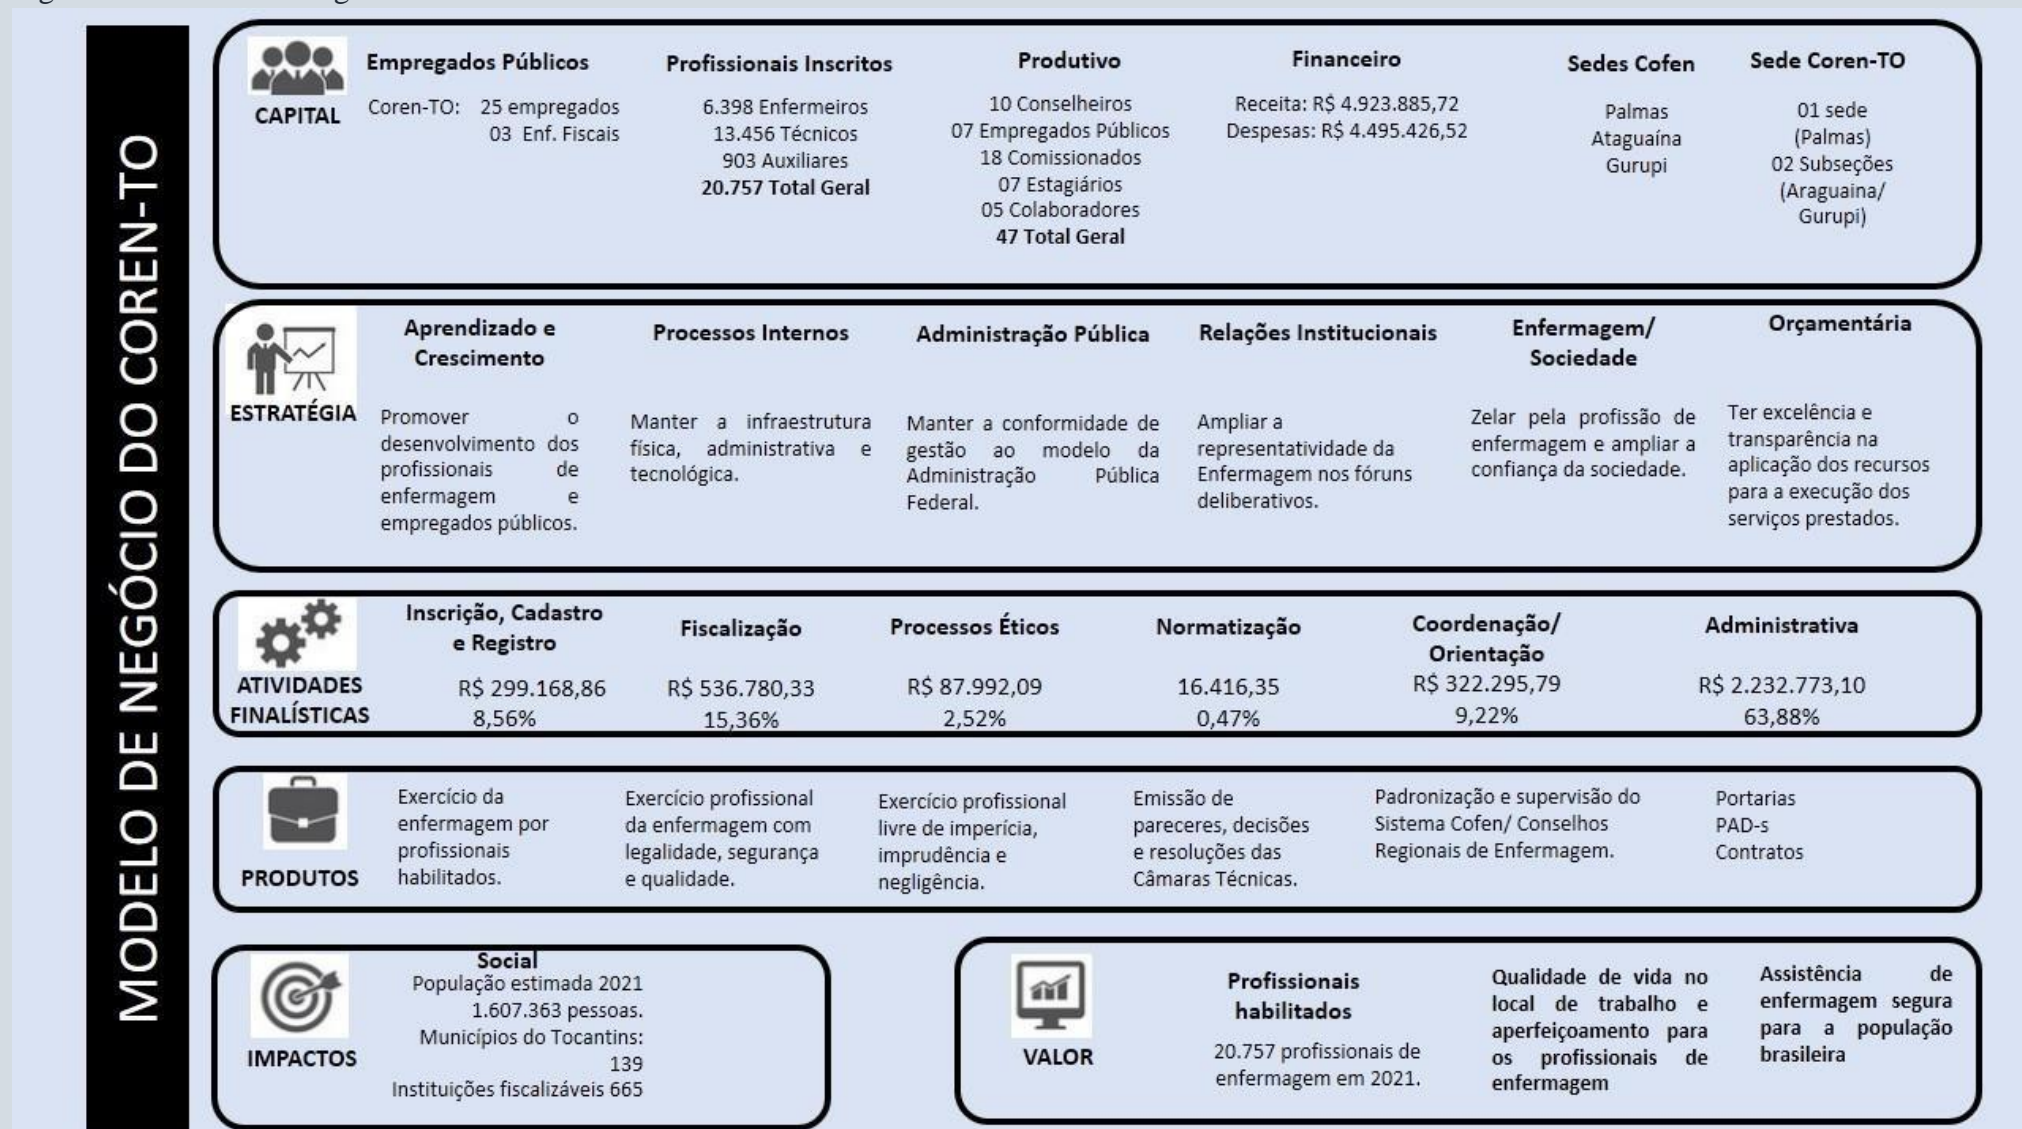 MODELO DE NEGÓCIO DO COREN-TO
CAPITAL
Empregados Públicos
Coren-TO: 25 empregados
03 Enf. Fiscais
Profissionais Inscritos
6.398 Enfermeiros
13.456 Técnicos
903 Auxiliares
20.757 Total Geral
Produtivo
10 Conselheiros
07 Empregados Públicos
18 Comissionados
07 Estagiários
05 Colaboradores
47 Total Geral
Financeiro
Receita: R$ 4.923.885,72
Despesas: R$ 4.495.426,52
Sedes Cofen
Palmas
Ataguaína
Gurupi
Sede Coren-TO
01 sede
(Palmas)
02 Subseções
(Araguaina/
Gurupi)
ESTRATÉGIA
Aprendizado e
Crescimento
Promover o
desenvolvimento dos
profissionais de
enfermagem e
empregados públicos.
Processos Internos
Manter a infraestrutura
física, administrativa e
tecnológica.
Administração Pública
Manter a conformidade de
gestão ao modelo da
Administração Pública
Federal.
Relações Institucionais
Ampliar a
representatividade da
Enfermagem nos fóruns
deliberativos.
Enfermagem/
Sociedade
Zelar pela profissão de
enfermagem e ampliar a
confiança da sociedade.
Orçamentária
Ter excelência e
transparência na
aplicação dos recursos
para a execução dos
serviços prestados.
ATIVIDADES
FINALÍSTICAS
Inscrição, Cadastro
e Registro
R$ 299.168,86
8,56%
Fiscalização
R$ 536.780,33
15,36%
Processos Éticos
R$ 87.992,09
2,52%
Normatização
16.416,35
0,47%
Coordenação/
Orientação
R$ 322.295,79
9,22%
Administrativa
R$ 2.232.773,10
63,88%
PRODUTOS
Exercício da
enfermagem por
profissionais
habilitados.
Exercício profissional
da enfermagem com
legalidade, segurança
e qualidade.
Exercício profissional
livre de imperícia,
imprudência e
negligência.
Emissão de
pareceres, decisões
e resoluções das
Câmaras Técnicas.
Padronização e supervisão do
Sistema Cofen/ Conselhos
Regionais de Enfermagem.
Portarias
PAD-s
Contratos
IMPACTOS
Social
População estimada 2021
1.607.363 pessoas.
Municípios do Tocantins:
139
Instituições fiscalizáveis 665
VALOR
Profissionais
habilitados
20.757 profissionais de
enfermagem em 2021.
Qualidade de vida no
local de trabalho e
aperfeiçoamento para
os profissionais de
enfermagem
Assistência de
enfermagem segura
para a população
brasileira